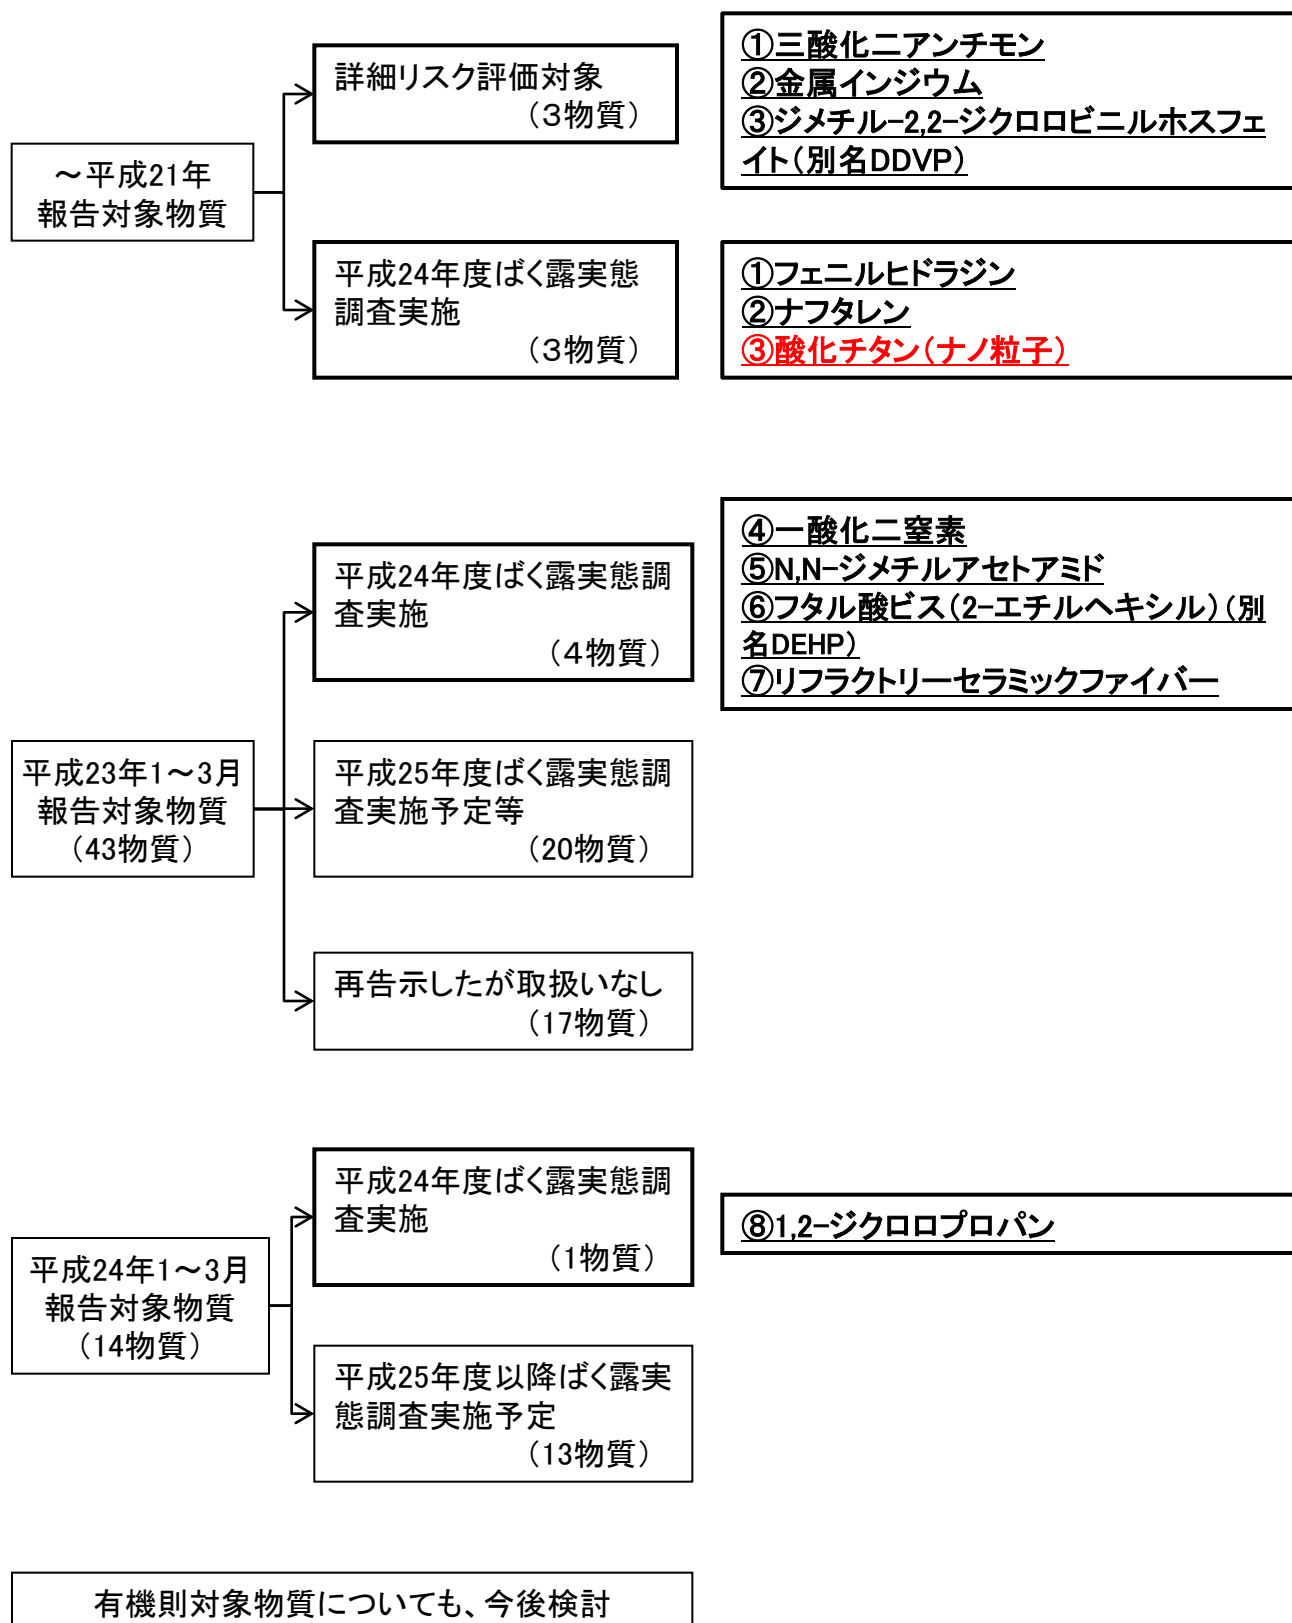 ～平成21年
報告対象物質
詳細リスク評価対象
（３物質）
①三酸化二アンチモン
②金属インジウム
③ジメチル-2,2-ジクロロビニルホスフェ
イト（別名DDVP）
平成24年度ばく露実態
調査実施
（３物質）
①フェニルヒドラジン
②ナフタレン
③酸化チタン（ナノ粒子）
平成23年1～3月
報告対象物質
（43物質）
平成24年度ばく露実態調
査実施
（４物質）
④一酸化二窒素
⑤N,N-ジメチルアセトアミド
⑥フタル酸ビス（2-エチルヘキシル）（別
名DEHP）
⑦リフラクトリーセラミックファイバー
平成25年度ばく露実態調
査実施予定等
（20物質）
再告示したが取扱いなし
（17物質）
平成24年1～3月
報告対象物質
（14物質）
平成24年度ばく露実態調
査実施
（1物質）
⑧1,2-ジクロロプロパン
平成25年度以降ばく露実
態調査実施予定
（13物質）
有機則対象物質についても、今後検討